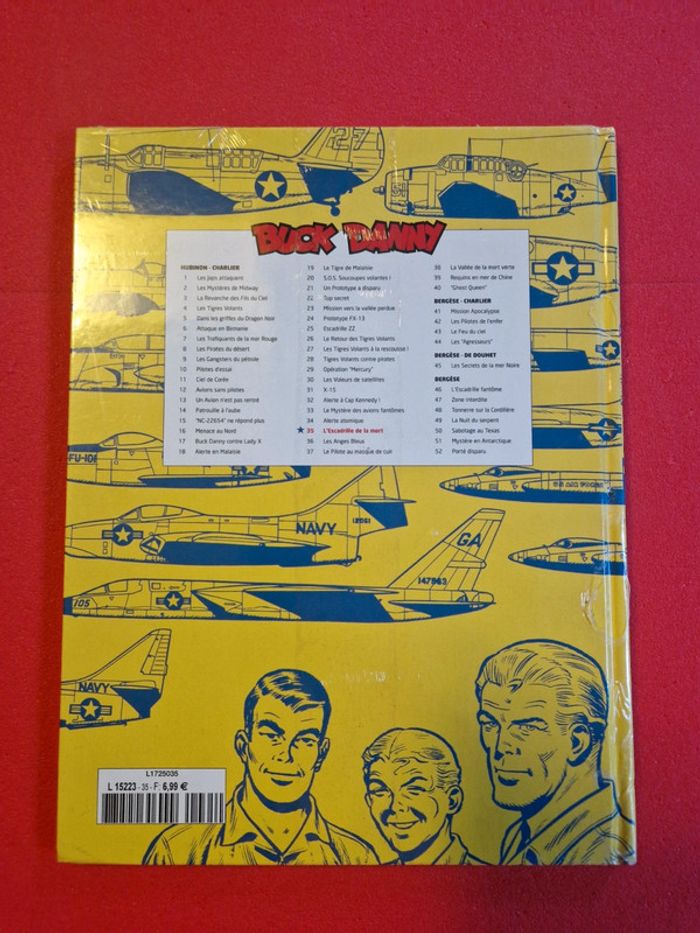 27
BUCK DANNY
HUBINON - CHARLIER
1 Les Japs attaquent
2 Les Mystères de Midway
3 La Revanche des Fils du Ciel
4 Les Tigres Volants
5 Dans les griffes du Dragon Noir
6 Attaque en Birmanie
7 Les Trafiquants de la mer Rouge
8 Les Pirates du désert
9 Les Gangsters du pétrole
10 Pilotes d'essai
11 Ciel de Corée
12 Avions sans pilotes
13 Un Avion n'est pas rentré
14 Patrouille à l'aube
15 "NC-22654" ne répond plus
16 Menace au Nord
17 Buck Danny contre Lady X
18 Alerte en Malaisie
19 Le Tigre de Malaisie
20 S.O.S. Soucoupes volantes !
21 Un Prototype a disparu
22 Top secret
23 Mission vers la vallée perdue
24 Prototype FX-13
25 Escadrille ZZ
26 Le Retour des Tigres Volants
27 Les Tigres Volants à la rescousse !
28 Tigres Volants contre pirates
29 Opération "Mercury"
30 Les Voleurs de satellites
31 X-15
32 Alerte à Cap Kennedy !
33 Le Mystère des avions fantômes
34 Alerte atomique
★ 35 L'Escadrille de la mort
36 Les Anges Bleus
37 Le Pilote au masque de cuir
38 La Vallée de la mort verte
39 Requins en mer de Chine
40 "Ghost Queen"
BERGÈSE - CHARLIER
41 Mission Apocalypse
42 Les Pilotes de l'enfer
43 Le Feu du ciel
44 Les "Agresseurs"
BERGÈSE - DE DOUHET
45 Les Secrets de la mer Noire
BERGÈSE
46 L'Escadrille fantôme
47 Zone interdite
48 Tonnerre sur la Cordillère
49 La Nuit du serpent
50 Sabotage au Texas
51 Mystère en Antarctique
52 Porté disparu
FU-108
U.S. AIR FORCE
NAVY
12061
GA
147863
105
NAVY
L1725035
L 15223 - 35 - F: 6,99 €